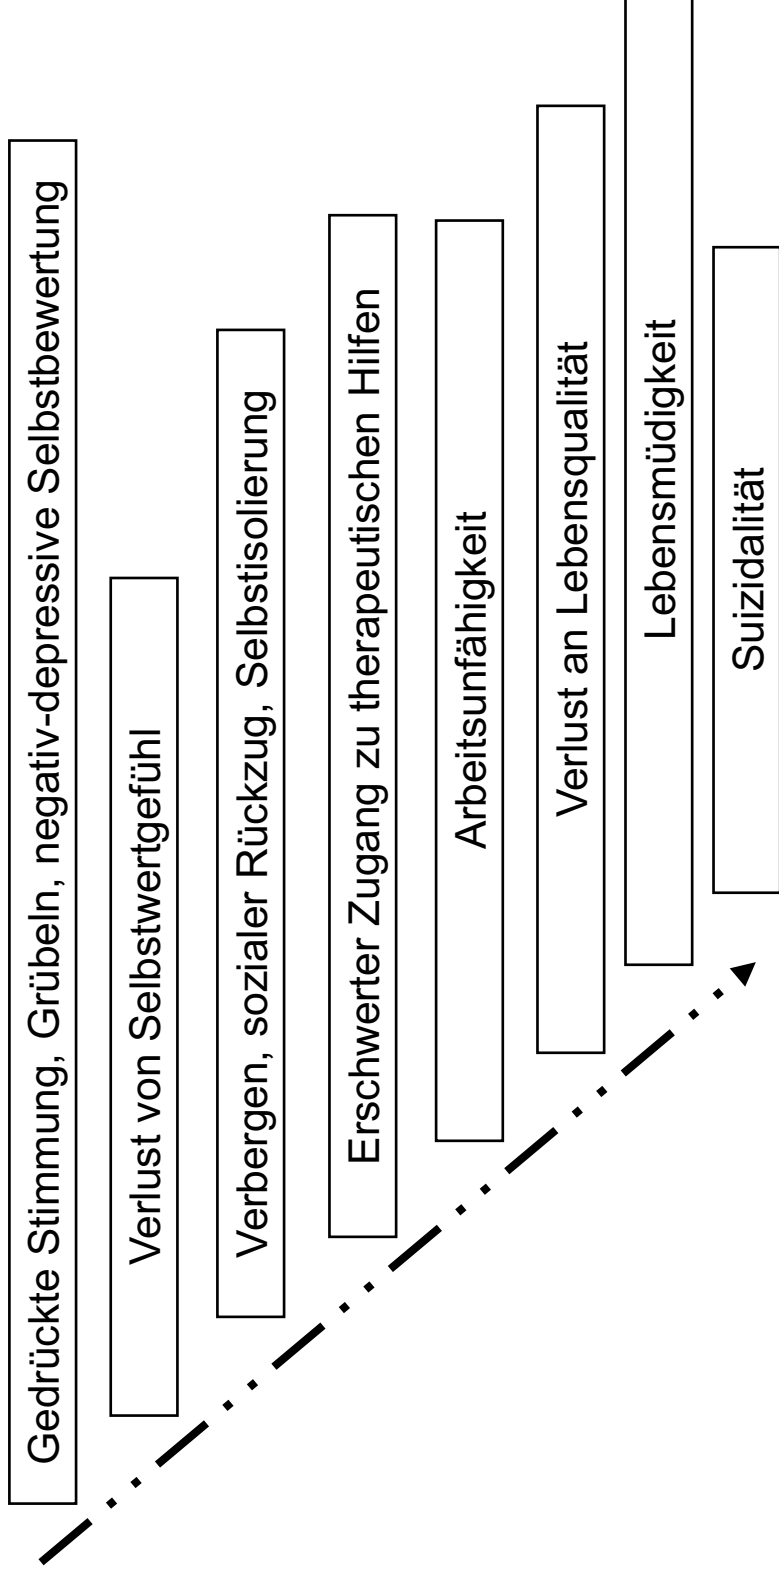 Gedrückte Stimmung, Grübeln, negativ-depressive Selbstbewertung
Verlust von Selbstwertgefühl
Verbergen, sozialer Rückzug, Selbstisolierung
Erschwerter Zugang zu therapeutischen Hilfen
Arbeitsunfähigkeit
Verlust an Lebensqualität
Lebensmüdigkeit
Suizidalität